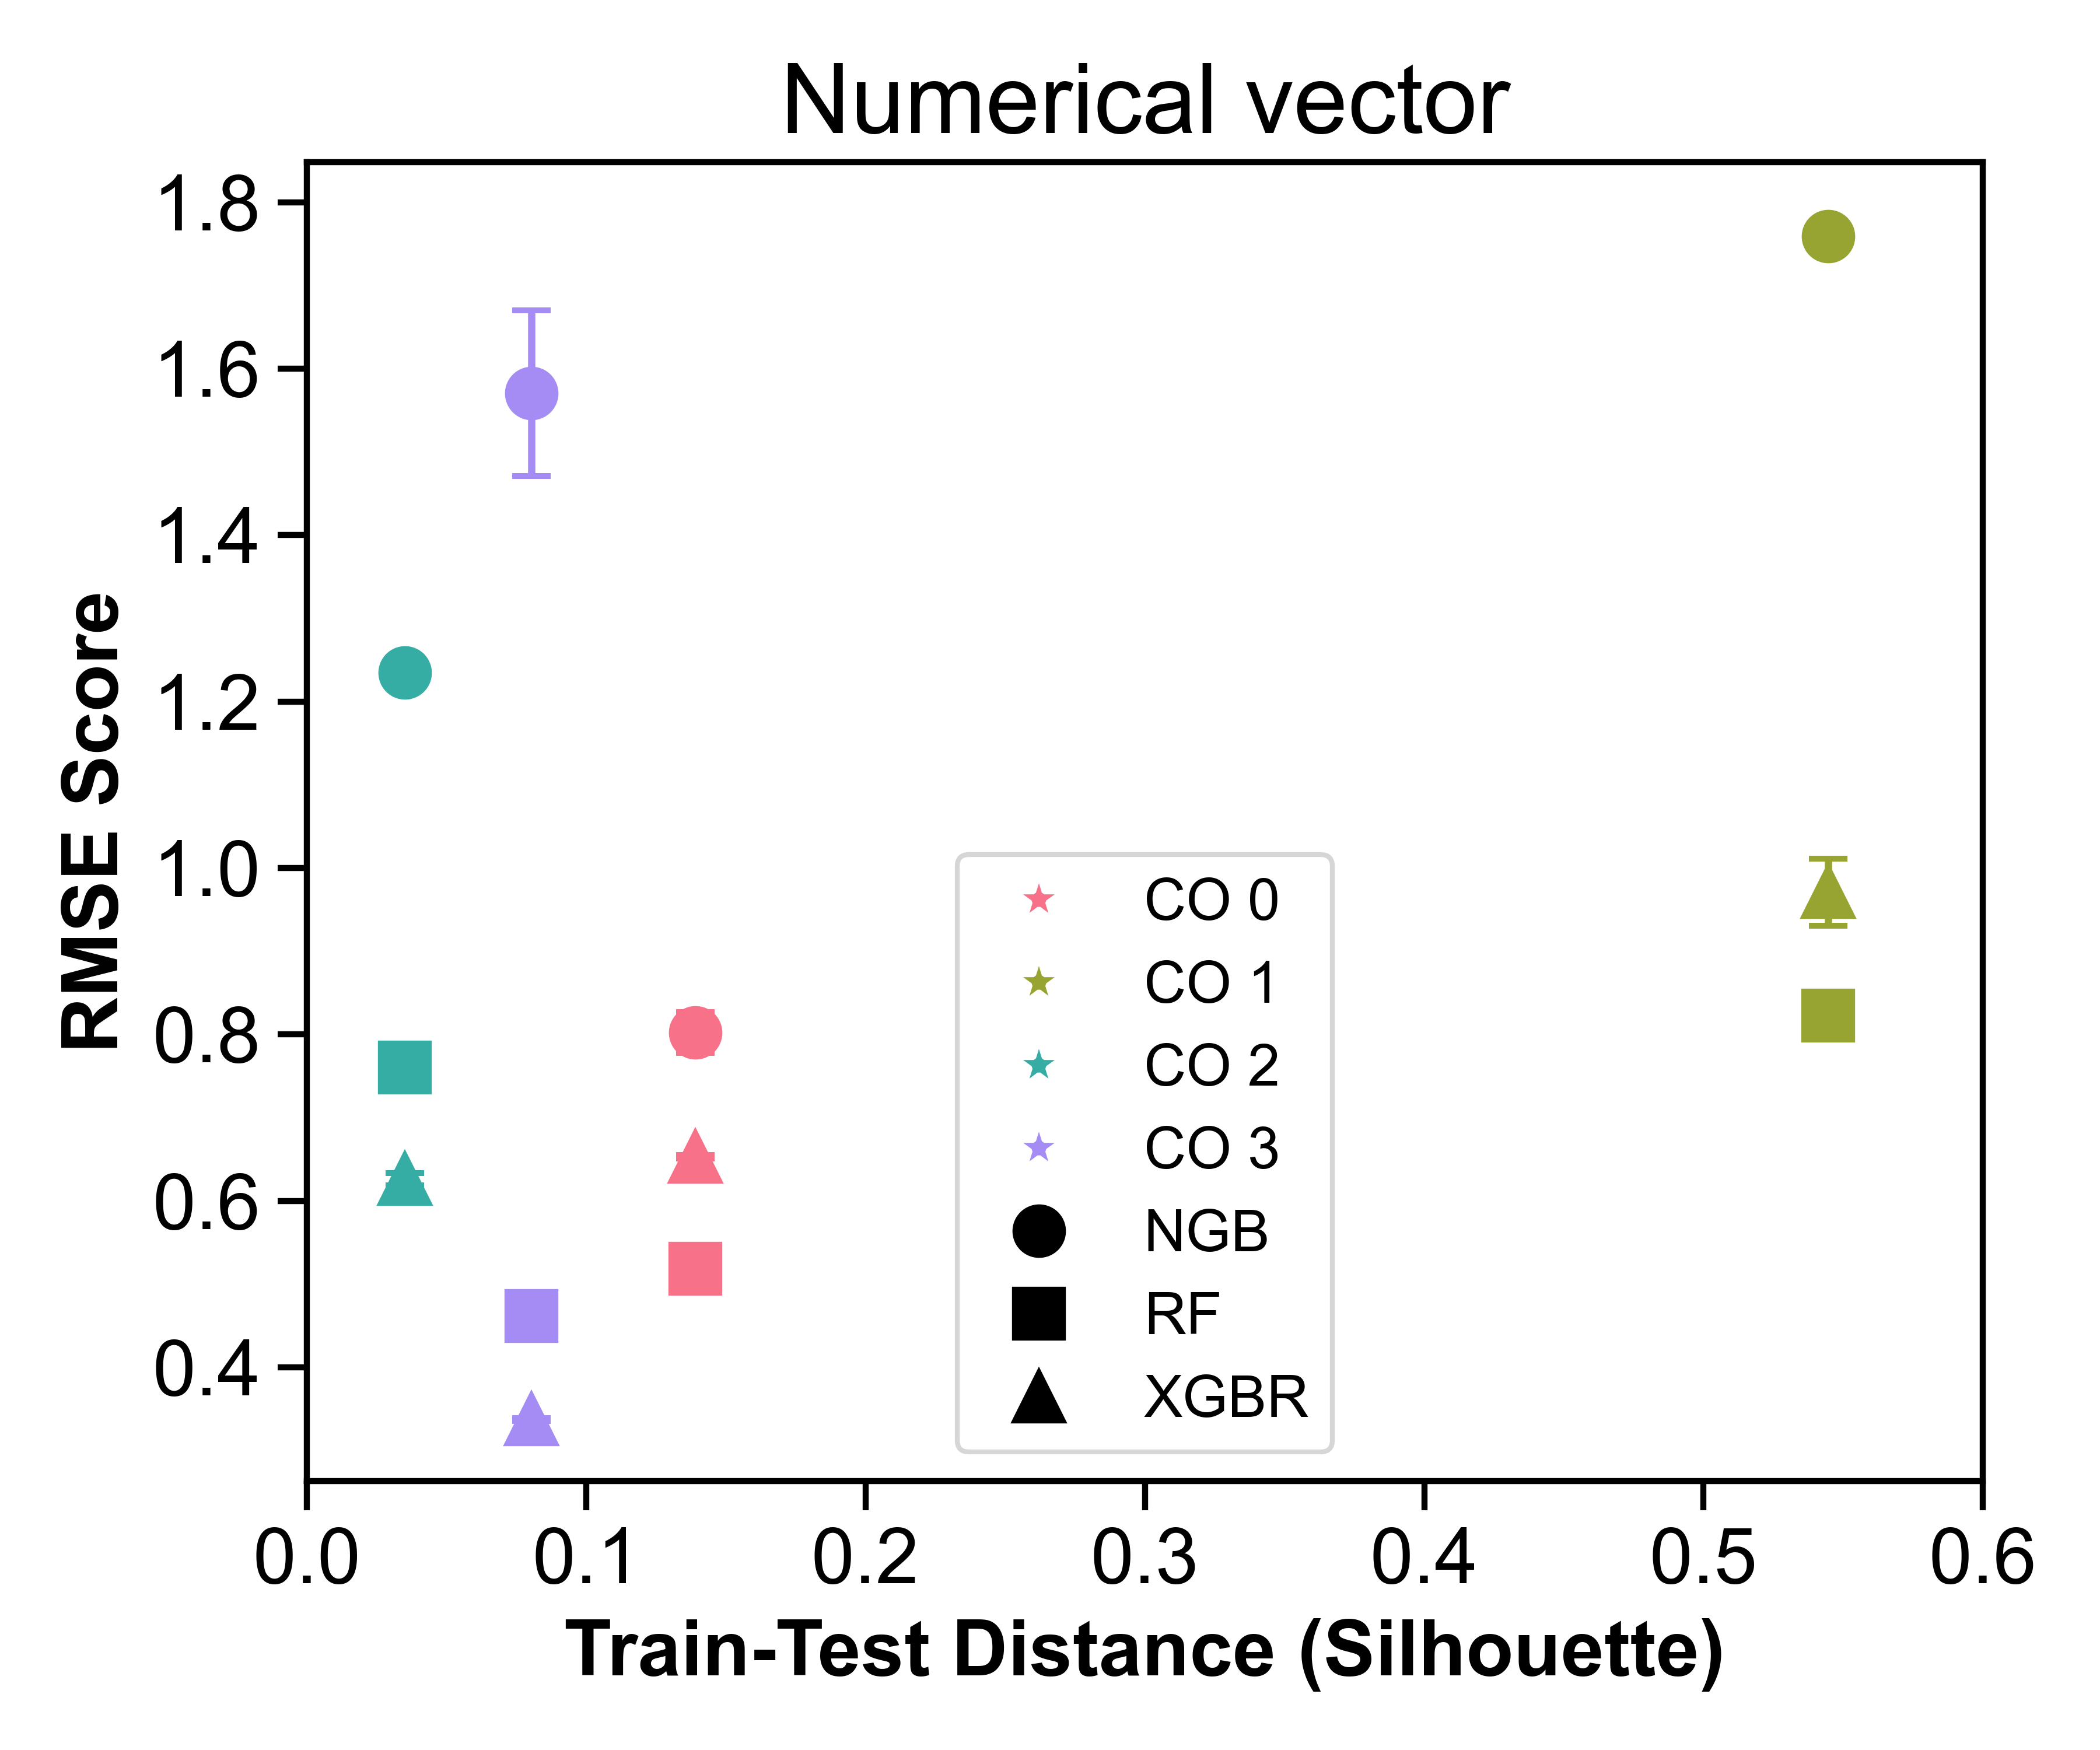 Numerical vector
1.8
1.6
1.4
1.2
1.0
0.8
0.6
0.4
RMSE Score
CO 0
CO 1
CO 2
CO 3
NGB
RF
XGBR
0.0 0.1 0.2 0.3 0.4 0.5 0.6
Train-Test Distance (Silhouette)